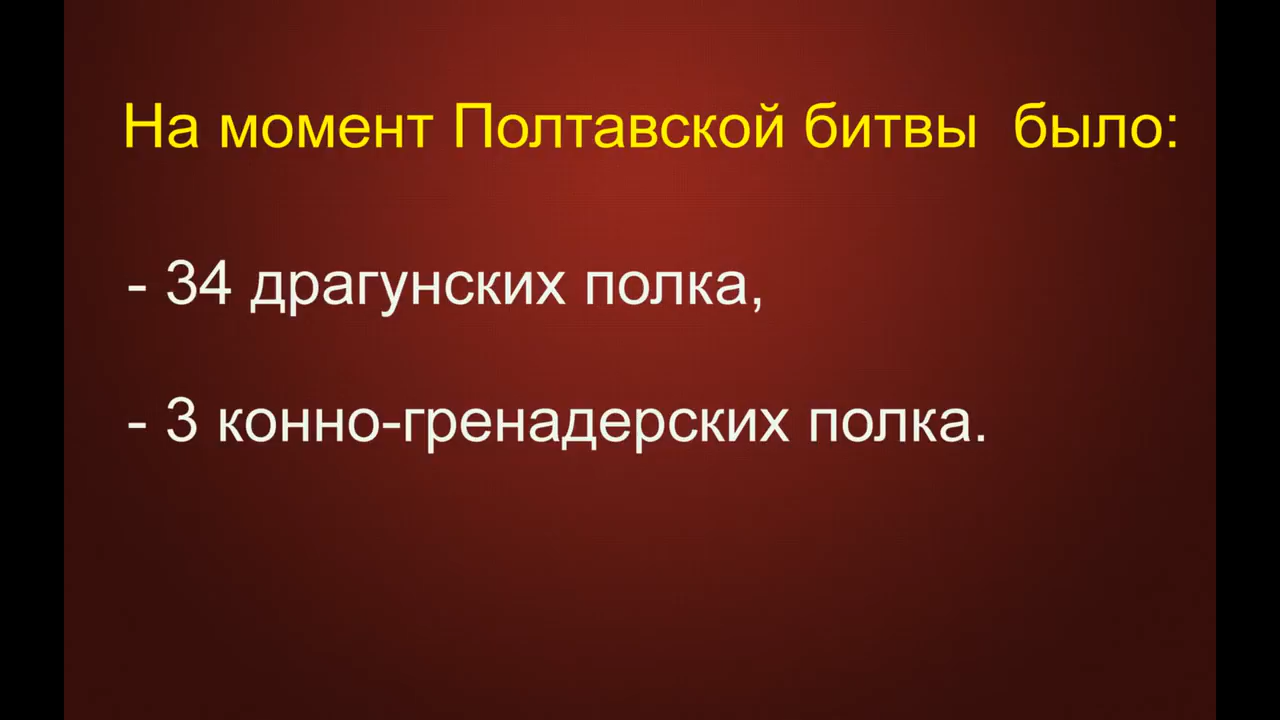 На момент Полтавской битвы  было:
- 34 драгунских полка,
- 3 конно-гренадерских полка.